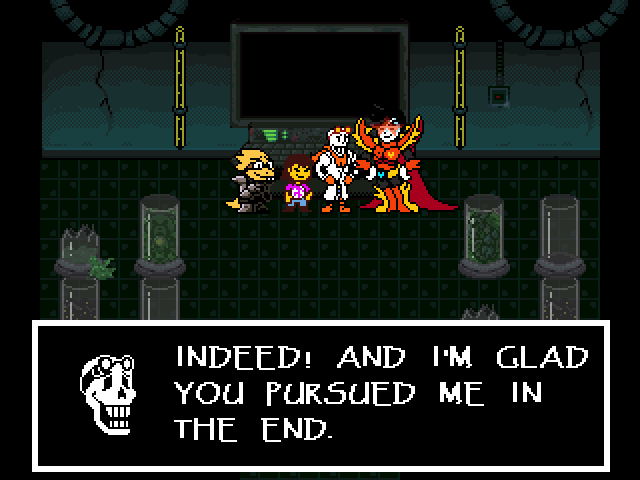 INDEED! AND I'M GLAD
YOU PURSUED ME IN
THE END.